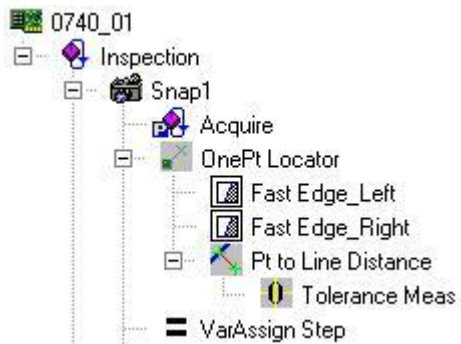 0740_01
Inspection
Snap1
Acquire
OnePt Locator
Fast Edge_Left
Fast Edge_Right
Pt to Line Distance
Tolerance Meas
VarAssign Step